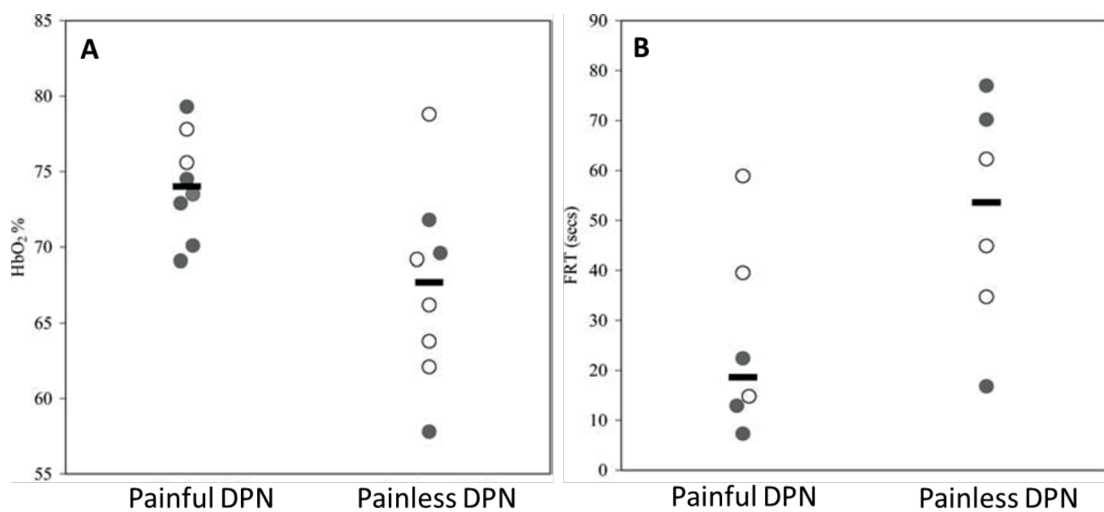 A
HbO₂ %
85
80
75
70
65
60
55
Painful DPN
Painless DPN
B
FRT (secs)
90
80
70
60
50
40
30
20
10
0
Painful DPN
Painless DPN